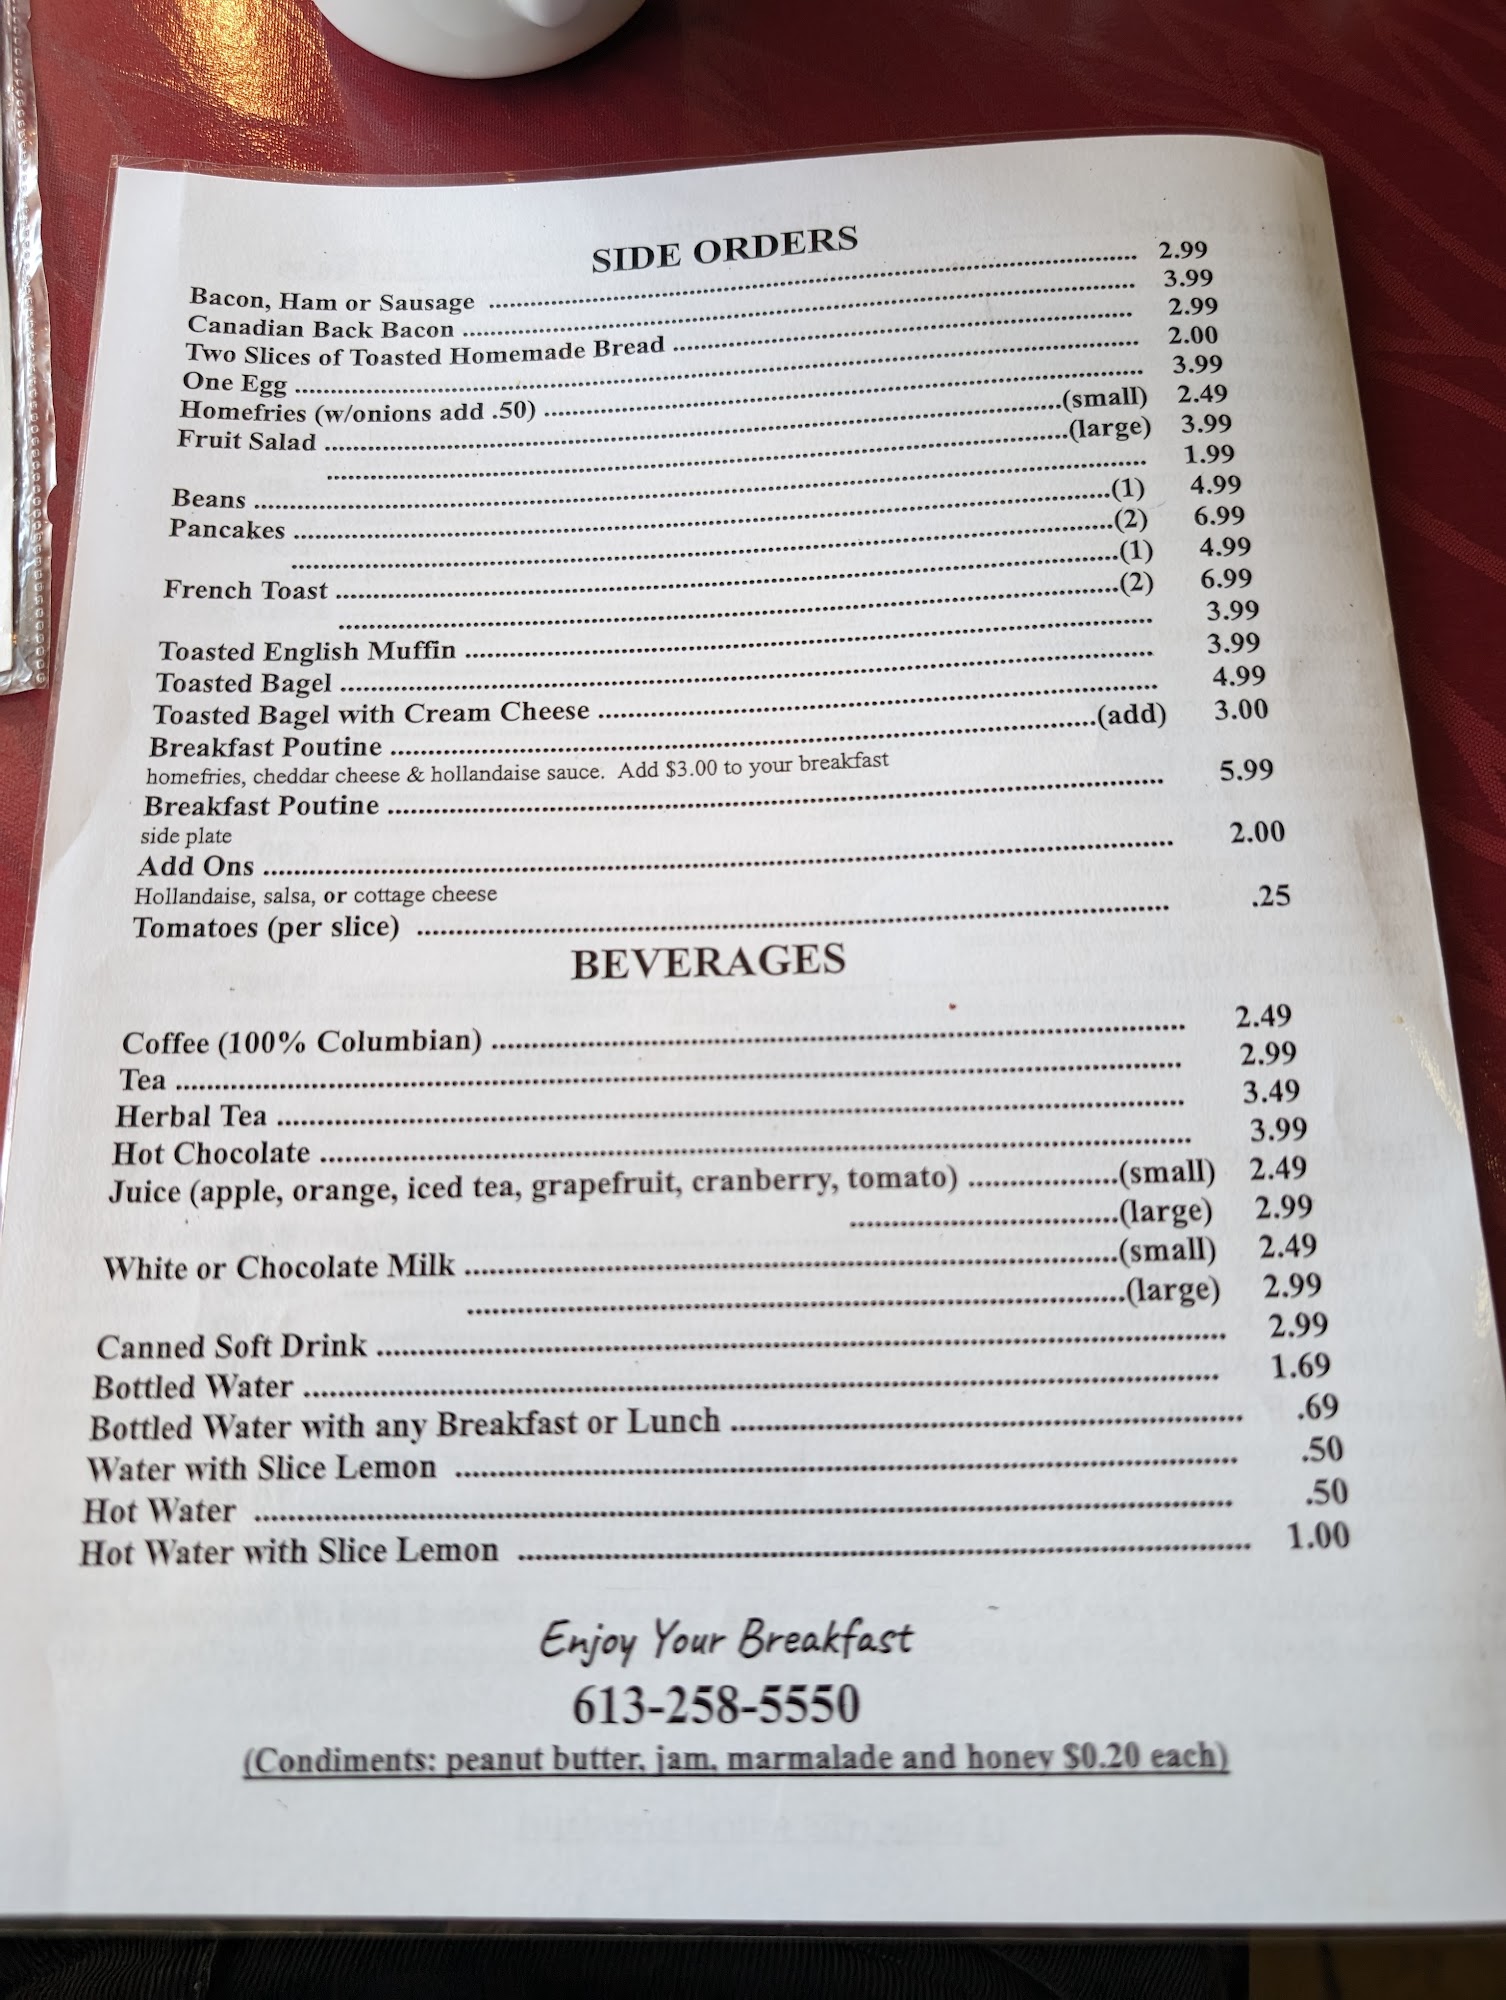 SIDE ORDERS
Bacon, Ham or Sausage ........ 2.99
Canadian Back Bacon ........ 3.99
Two Slices of Toasted Homemade Bread ........ 2.99
One Egg ........ 2.00
Homefries (w/onions add .50) ........ 3.99
Fruit Salad ........(small) 2.49
........(large) 3.99
Beans ........ 1.99
Pancakes ........(1) 4.99
........(2) 6.99
French Toast ........(1) 4.99
........(2) 6.99
Toasted English Muffin ........ 3.99
Toasted Bagel ........ 3.99
Toasted Bagel with Cream Cheese ........ 4.99
Breakfast Poutine ........(add) 3.00
homefries, cheddar cheese & hollandaise sauce. Add $3.00 to your breakfast
Breakfast Poutine ........ 5.99
side plate
Add Ons ........ 2.00
Hollandaise, salsa, or cottage cheese
Tomatoes (per slice) ........ .25
BEVERAGES
Coffee (100% Columbian) ........ 2.49
Tea ........ 2.99
Herbal Tea ........ 3.49
Hot Chocolate ........ 3.99
Juice (apple, orange, iced tea, grapefruit, cranberry, tomato) ........(small) 2.49
........(large) 2.99
White or Chocolate Milk ........(small) 2.49
........(large) 2.99
Canned Soft Drink ........ 2.99
Bottled Water ........ 1.69
Bottled Water with any Breakfast or Lunch ........ .69
Water with Slice Lemon ........ .50
Hot Water ........ .50
Hot Water with Slice Lemon ........ 1.00
Enjoy Your Breakfast
613-258-5550
(Condiments: peanut butter, jam, marmalade and honey $0.20 each)